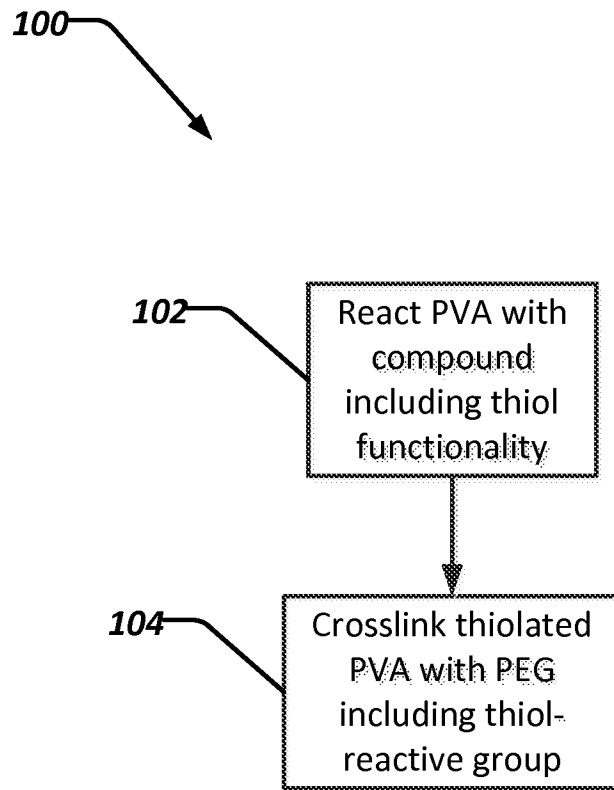 100
102
React PVA with
compound
including thiol
functionality
104
Crosslink thiolated
PVA with PEG
including thiol-
reactive group